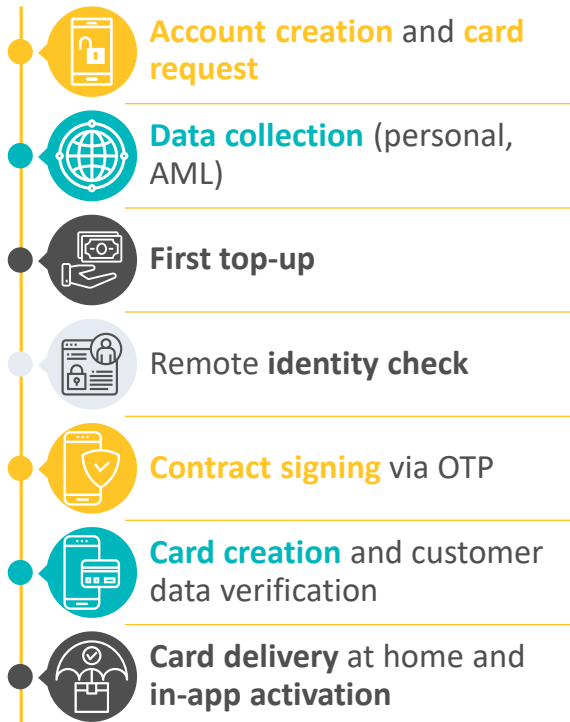 Account creation and card
request
Data collection (personal,
AML)
First top-up
Remote identity check
Contract signing via OTP
Card creation and customer
data verification
Card delivery at home and
in-app activation